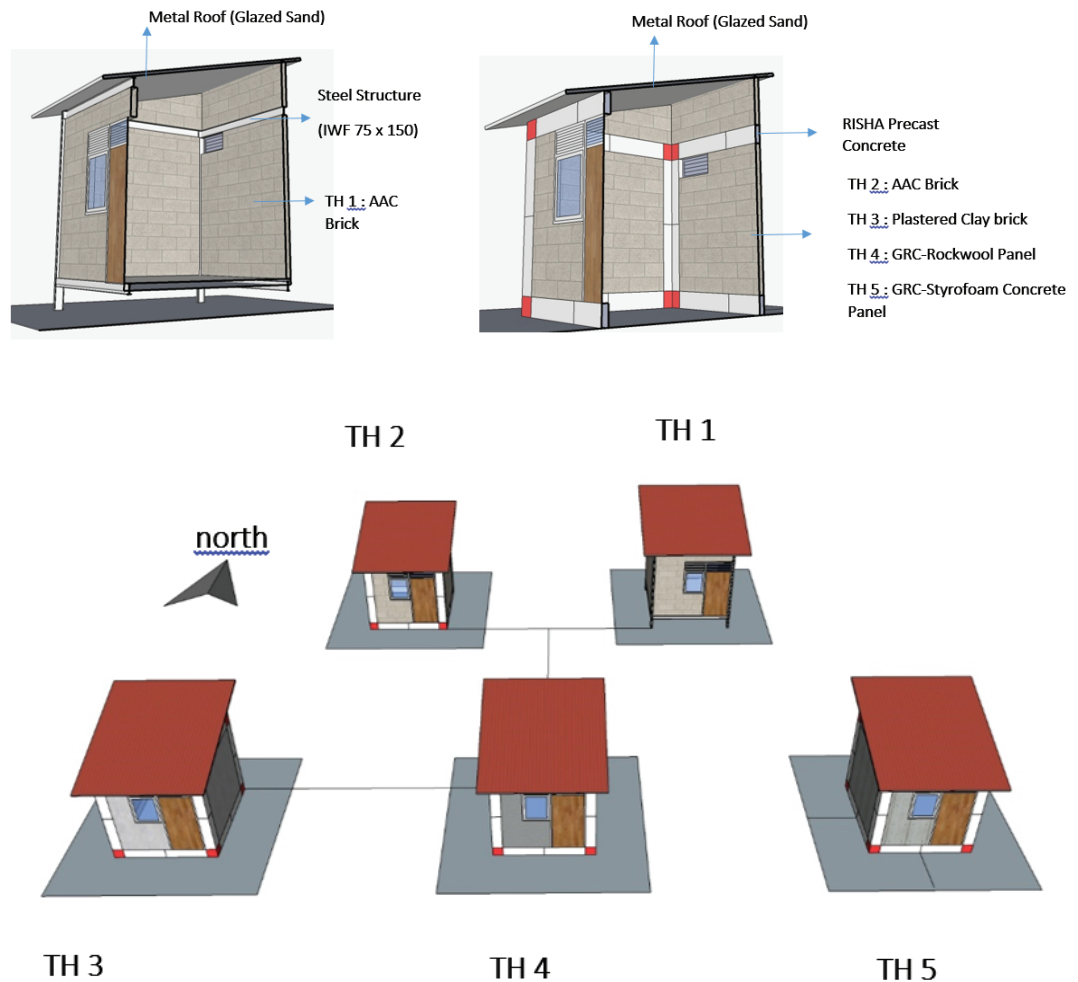 Metal Roof (Glazed Sand)
Steel Structure
(IWF 75 x 150)
TH 1 : AAC
Brick
Metal Roof (Glazed Sand)
RISHA Precast
Concrete
TH 2 : AAC Brick
TH 3 : Plastered Clay brick
TH 4 : GRC-Rockwool Panel
TH 5 : GRC-Styrofoam Concrete
Panel
TH 2
TH 1
north
TH 3
TH 4
TH 5